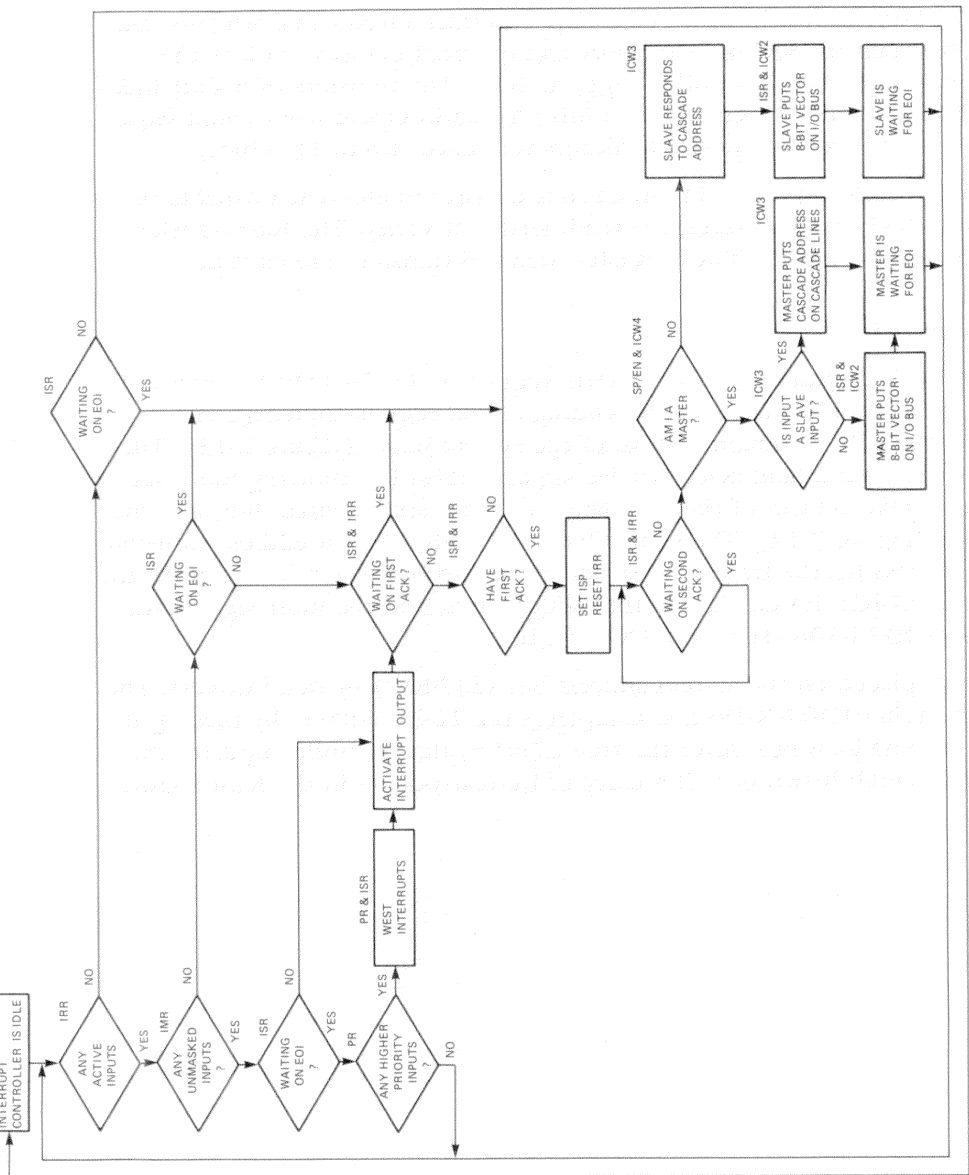 INTERRUPT
CONTROLLER IS IDLE
IRR
ANY
ACTIVE
INPUTS
NO
YES
IMR
ANY
UNMASKED
INPUTS
?
NO
YES
ISR
WAITING
ON EOI
?
NO
YES
PR
ANY HIGHER
PRIORITY
INPUTS
?
YES
NO
PR & ISR
WEST
INTERRUPTS
ACTIVATE
INTERRUPT OUTPUT
ISR
WAITING
ON EOI
?
NO
YES
ISR
WAITING
ON EOI
?
YES
NO
ISR & IRR
WAITING
ON FIRST
ACK ?
YES
NO
ISR & IRR
HAVE
FIRST
ACK ?
NO
YES
SET ISP
RESET IRR
ISR & IRR
WAITING
ON SECOND
ACK ?
NO
YES
SP/EN & ICW4
AM I A
MASTER
?
NO
YES
ICW3
IS INPUT
A SLAVE
INPUT ?
YES
NO
ISR &
ICW2
MASTER PUTS
8-BIT VECTOR
ON I/O BUS
ICW3
MASTER PUTS
CASCADE ADDRESS
ON CASCADE LINES
MASTER IS
WAITING
FOR EOI
ICW3
SLAVE RESPONDS
TO CASCADE
ADDRESS
ISR & ICW2
SLAVE PUTS
8-BIT VECTOR
ON I/O BUS
SLAVE IS
WAITING
FOR EOI